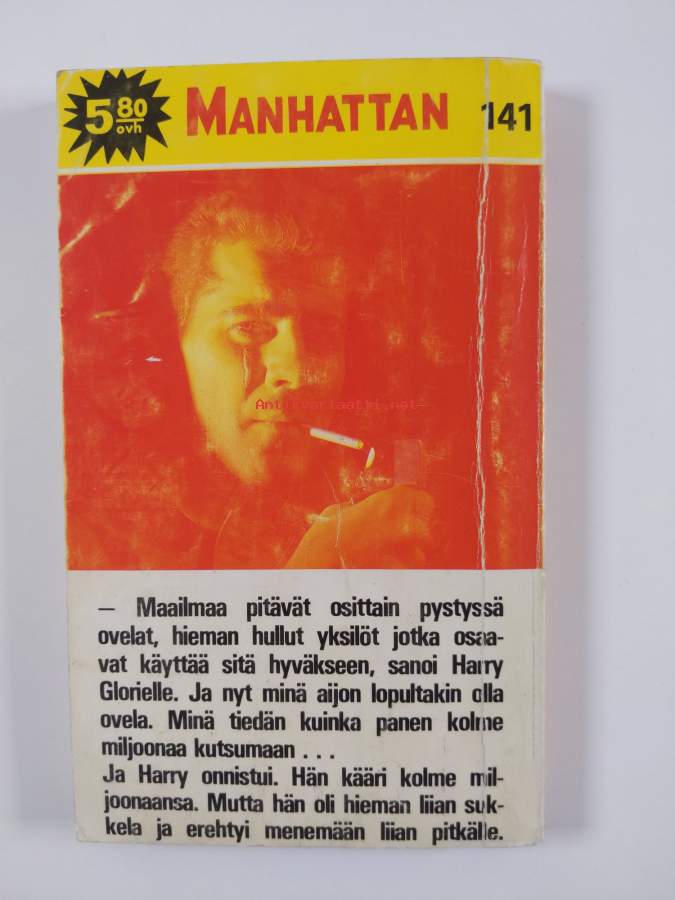 5 80
ovh
MANHATTAN
141
Antikvariaatti.net
— Maailmaa pitävät osittain pystyssä
ovelat, hieman hullut yksilöt jotka osaa-
vat käyttää sitä hyväkseen, sanoi Harry
Glorielle. Ja nyt minä aijon lopultakin olla
ovela. Minä tiedän kuinka panen kolme
miljoonaa kutsumaan . . .
Ja Harry onnistui. Hän kääri kolme mil-
joonaansa. Mutta hän oli hieman liian suk-
kela ja erehtyi menemään liian pitkälle.